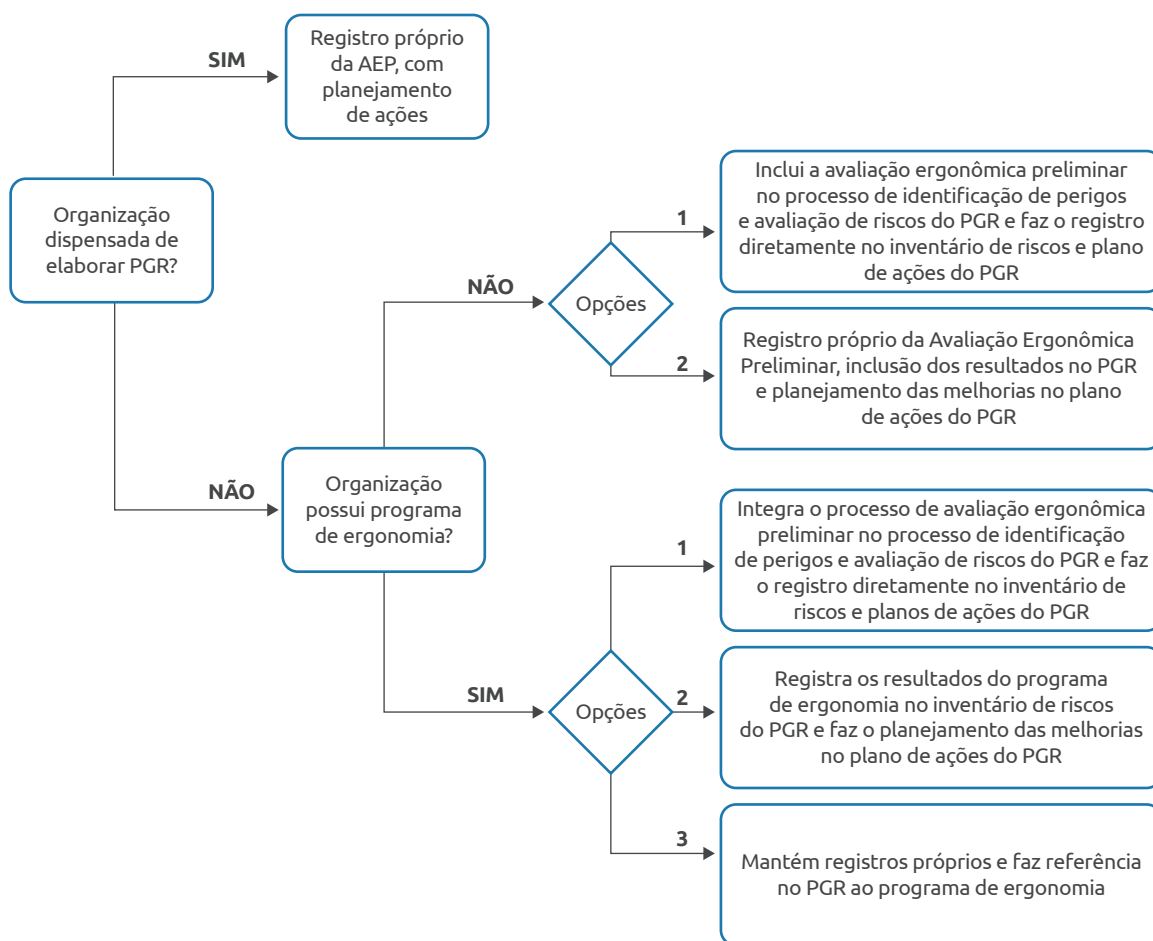 SIM
Registro próprio
da AEP, com
planejamento
de ações
Organização
dispensada de
elaborar PGR?
NÃO
Organização
possui programa
de ergonomia?
NÃO
Opções
1
Inclui a avaliação ergonômica preliminar
no processo de identificação de perigos
e avaliação de riscos do PGR e faz o registro
diretamente no inventário de riscos e plano
de ações do PGR
2
Registro próprio da Avaliação Ergonômica
Preliminar, inclusão dos resultados no PGR
e planejamento das melhorias no plano
de ações do PGR
SIM
Opções
1
Integra o processo de avaliação ergonômica
preliminar no processo de identificação
de perigos e avaliação de riscos do PGR e faz
o registro diretamente no inventário de
riscos e planos de ações do PGR
2
Registra os resultados do programa
de ergonomia no inventário de riscos
do PGR e faz o planejamento das melhorias
no plano de ações do PGR
3
Mantém registros próprios e faz referência
no PGR ao programa de ergonomia